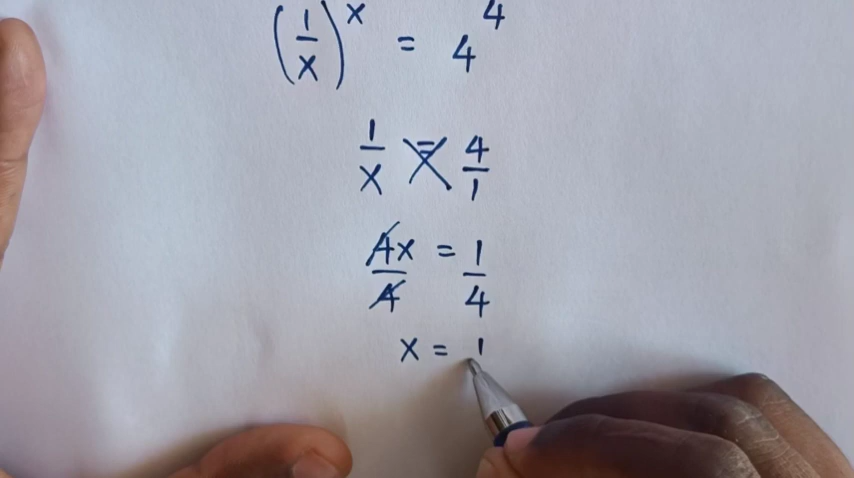 (1/x)^x = 4^4
1/x = 4/1
4x/4 = 1/4
x = 1